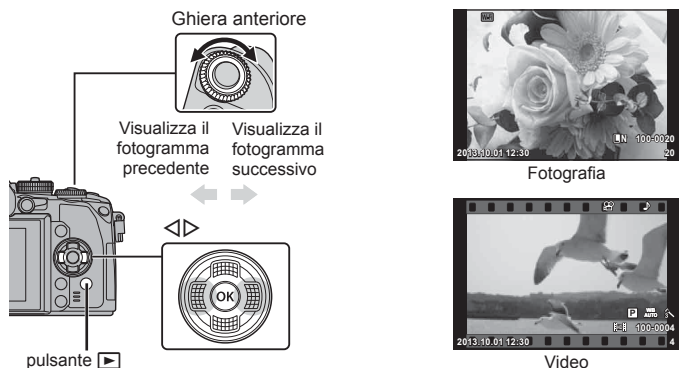 Ghiera anteriore
Visualizza il
fotogramma
precedente
Visualizza il
fotogramma
successivo
OK
pulsante
N 100-0020
2013.10.01 12:30 20
Fotografia
P WB AUTO
100-0004
2013.10.01 12:30 4
Video